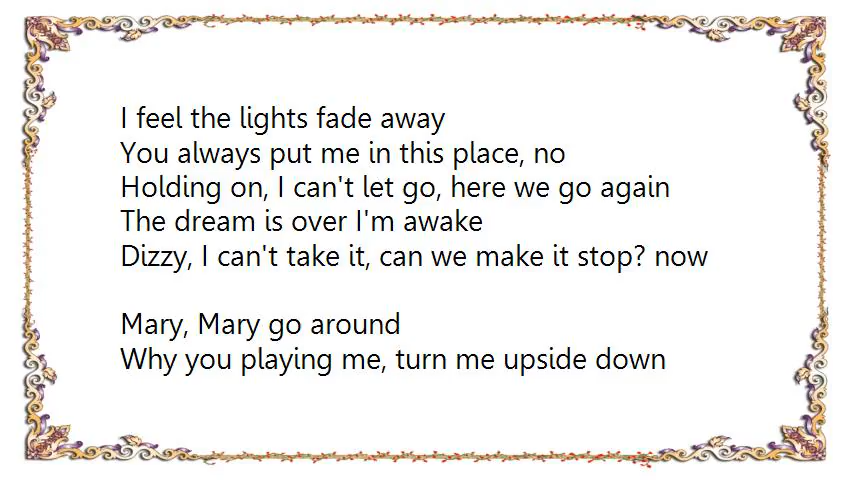 I feel the lights fade away
You always put me in this place, no
Holding on, I can't let go, here we go again
The dream is over I'm awake
Dizzy, I can't take it, can we make it stop? now
Mary, Mary go around
Why you playing me, turn me upside down